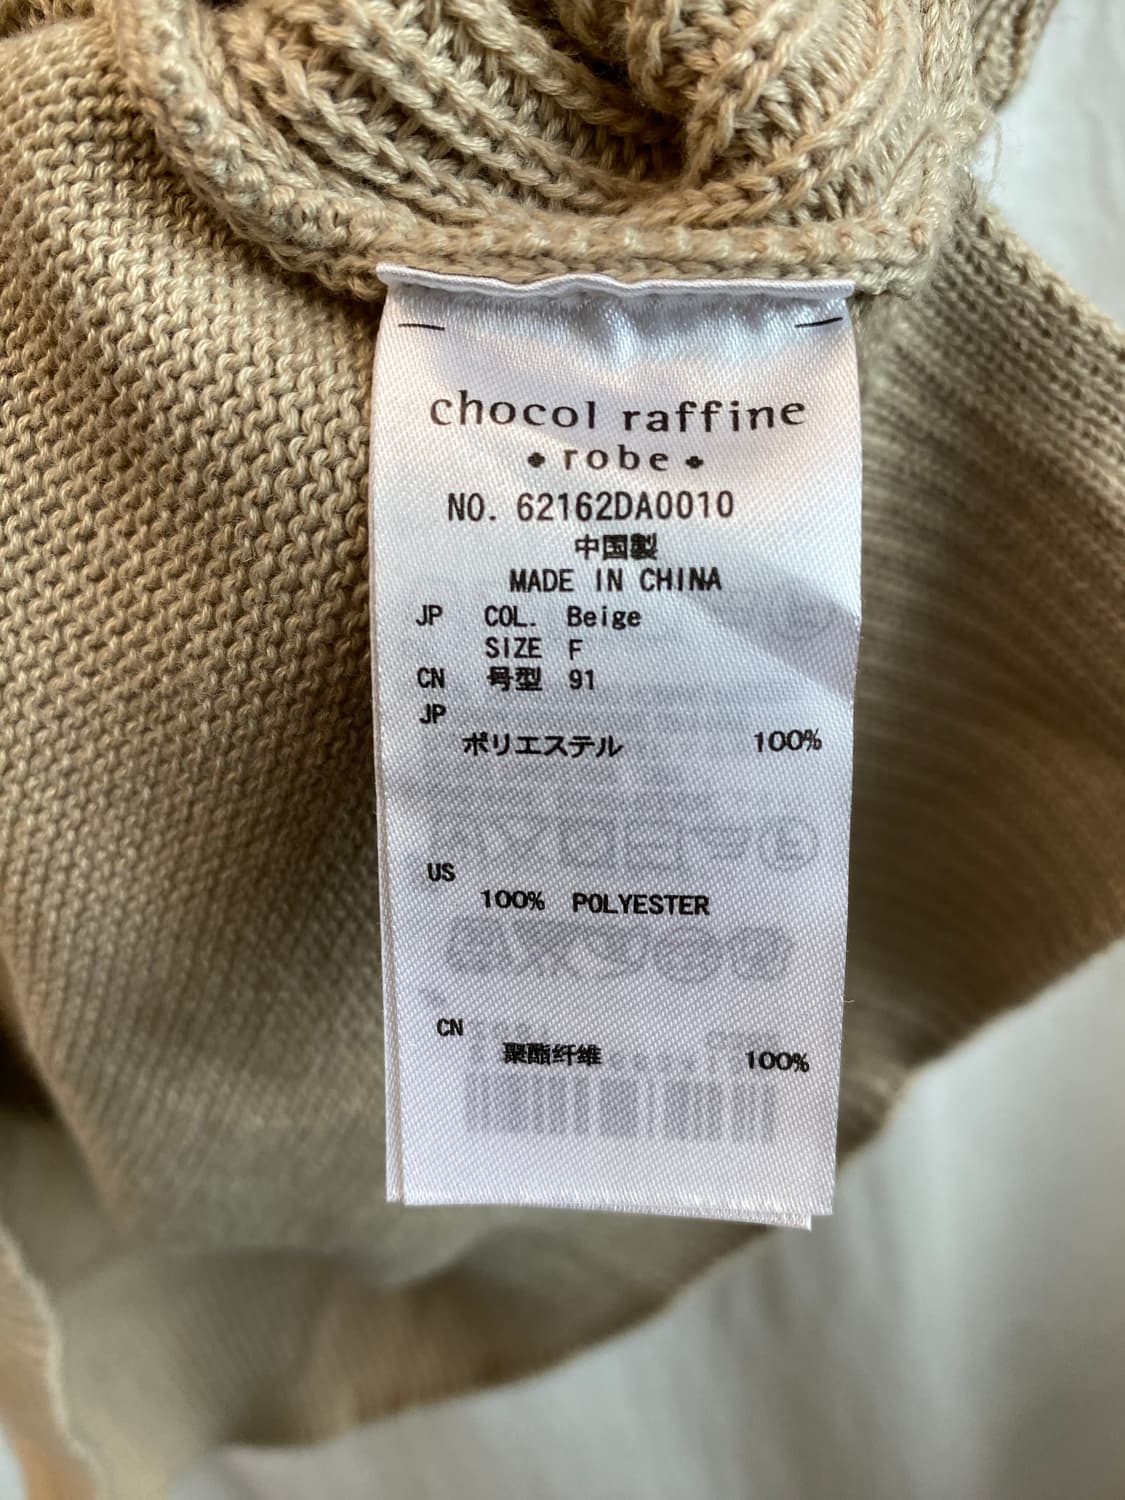 chocol raffine
robe
NO. 62162DA0010
中国製
MADE IN CHINA
JP COL. Beige
SIZE F
CN 号型 91
JP
ポリエステル 100%
US
100% POLYESTER
CN
聚酯纤维 100%